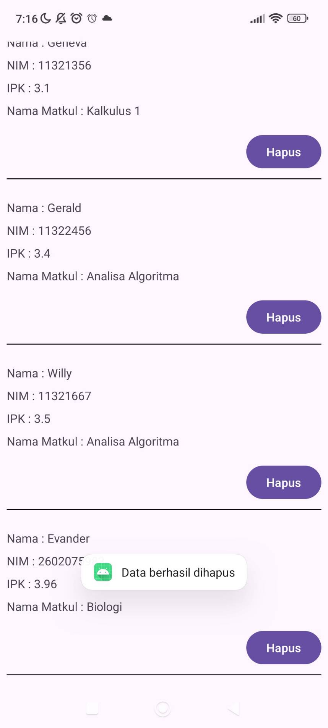 7:16
60
Nama : Geneva
NIM : 11321356
IPK : 3.1
Nama Matkul : Kalkulus 1
Hapus
Nama : Gerald
NIM : 11322456
IPK : 3.4
Nama Matkul : Analisa Algoritma
Hapus
Nama : Willy
NIM : 11321667
IPK : 3.5
Nama Matkul : Analisa Algoritma
Hapus
Nama : Evander
NIM : 2602075
Data berhasil dihapus
IPK : 3.96
Nama Matkul : Biologi
Hapus